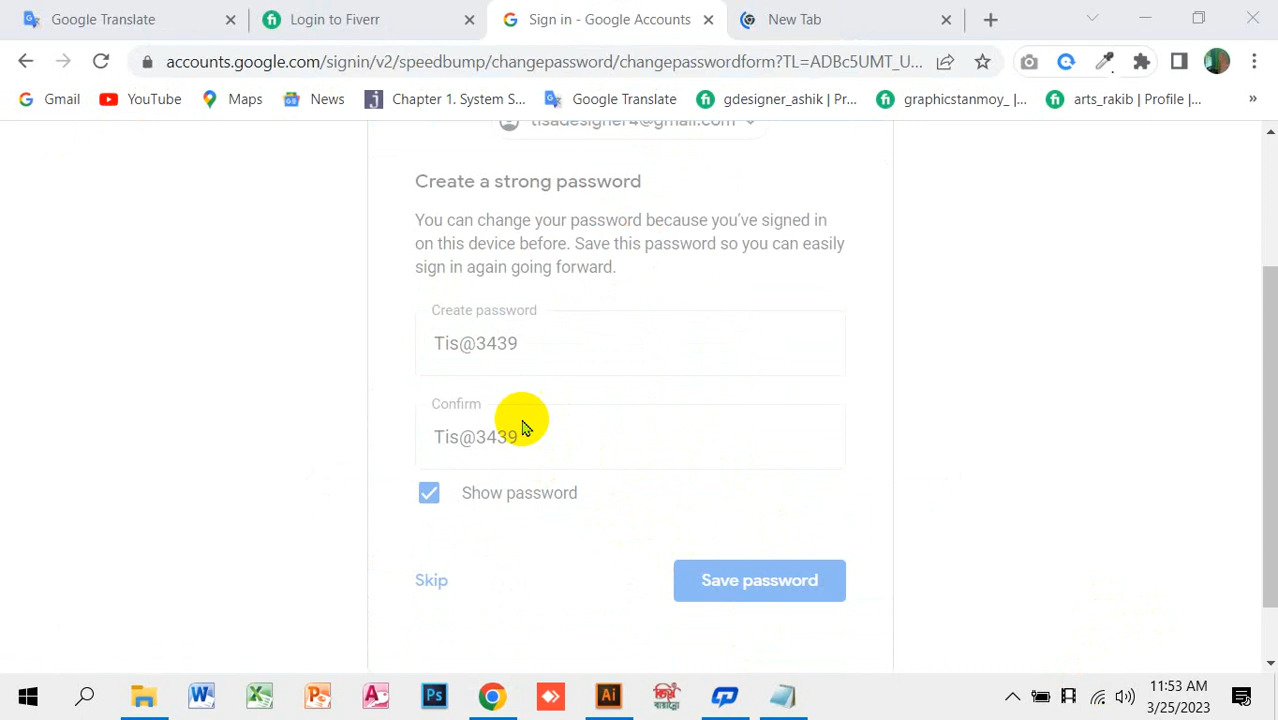 Google Translate
Login to Fiverr
Sign in - Google Accounts
New Tab
accounts.google.com/signin/v2/speedbump/changepassword/changepasswordform?TL=ADBc5UMT_U...
Gmail
YouTube
Maps
News
Chapter 1. System S...
Google Translate
gdesigner_ashik | Pr...
graphicstanmoy_ |...
arts_rakib | Profile |...
tisadesigner4@gmail.com
Create a strong password
You can change your password because you've signed in
on this device before. Save this password so you can easily
sign in again going forward.
Create password
Tis@3439
Confirm
Tis@3439
Show password
Skip
Save password
11:53 AM
3/25/2023